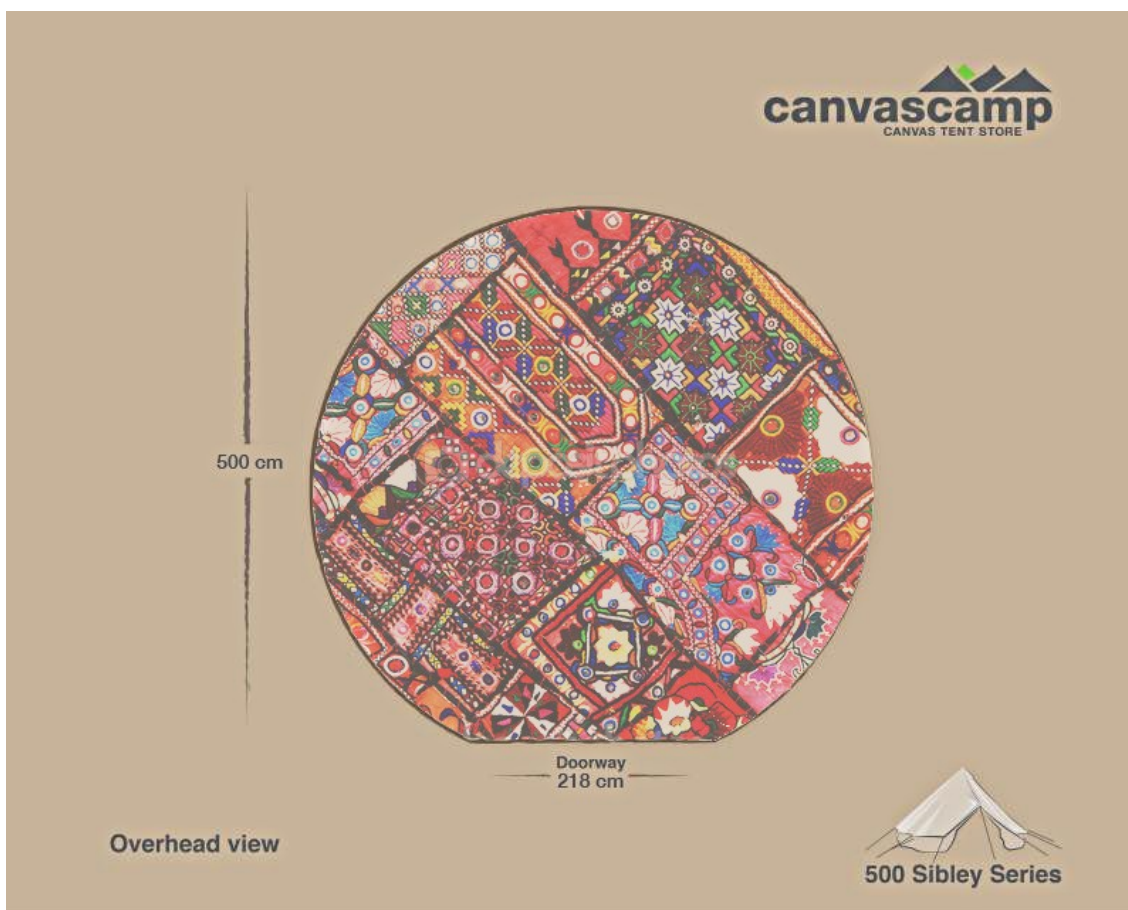 canvascamp
CANVAS TENT STORE
500 cm
Doorway
218 cm
Overhead view
500 Sibley Series